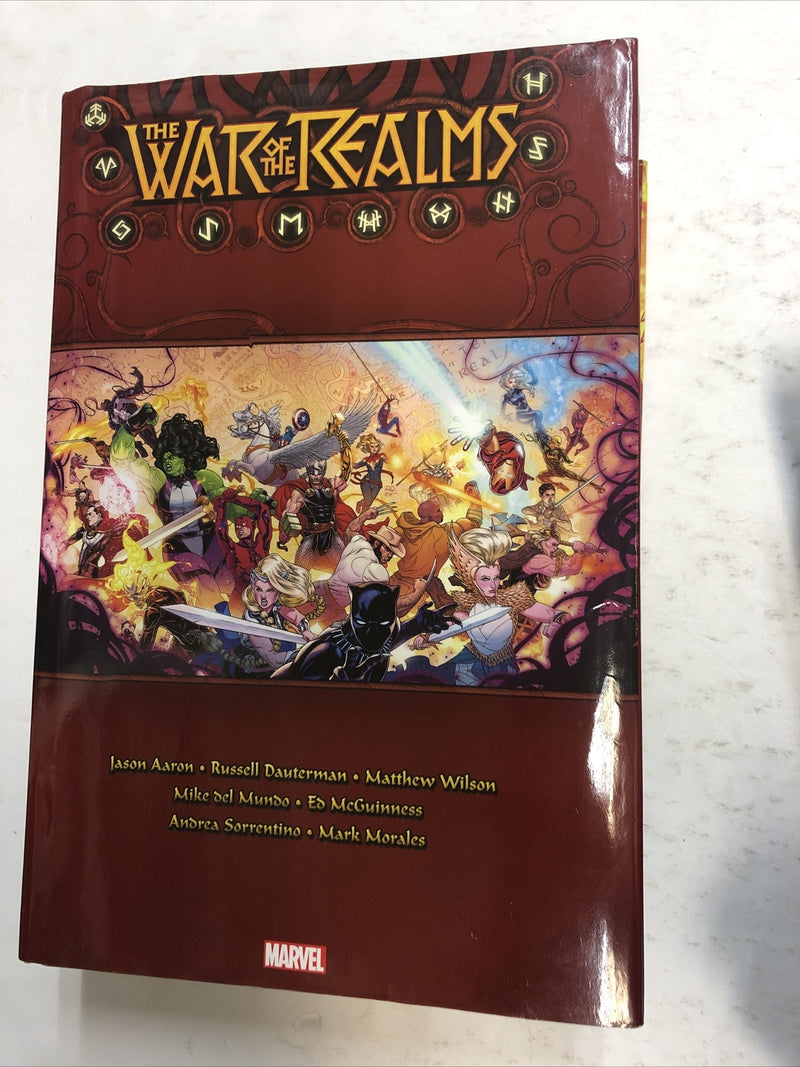 THE WAR OF THE REALMS
Jason Aaron • Russell Dauterman • Matthew Wilson
Mike del Mundo • Ed McGuinness
Andrea Sorrentino • Mark Morales
MARVEL